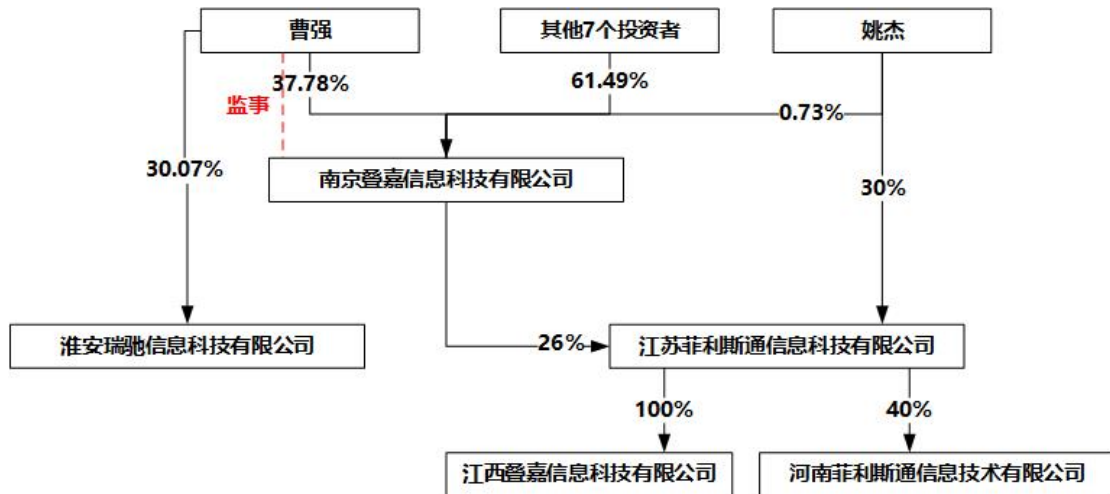 曹强
其他7个投资者
姚杰
37.78%
61.49%
监事
0.73%
30.07%
南京叠嘉信息科技有限公司
30%
淮安瑞驰信息科技有限公司
26%
江苏菲利斯通信息科技有限公司
100%
40%
江西叠嘉信息科技有限公司
河南菲利斯通信息技术有限公司